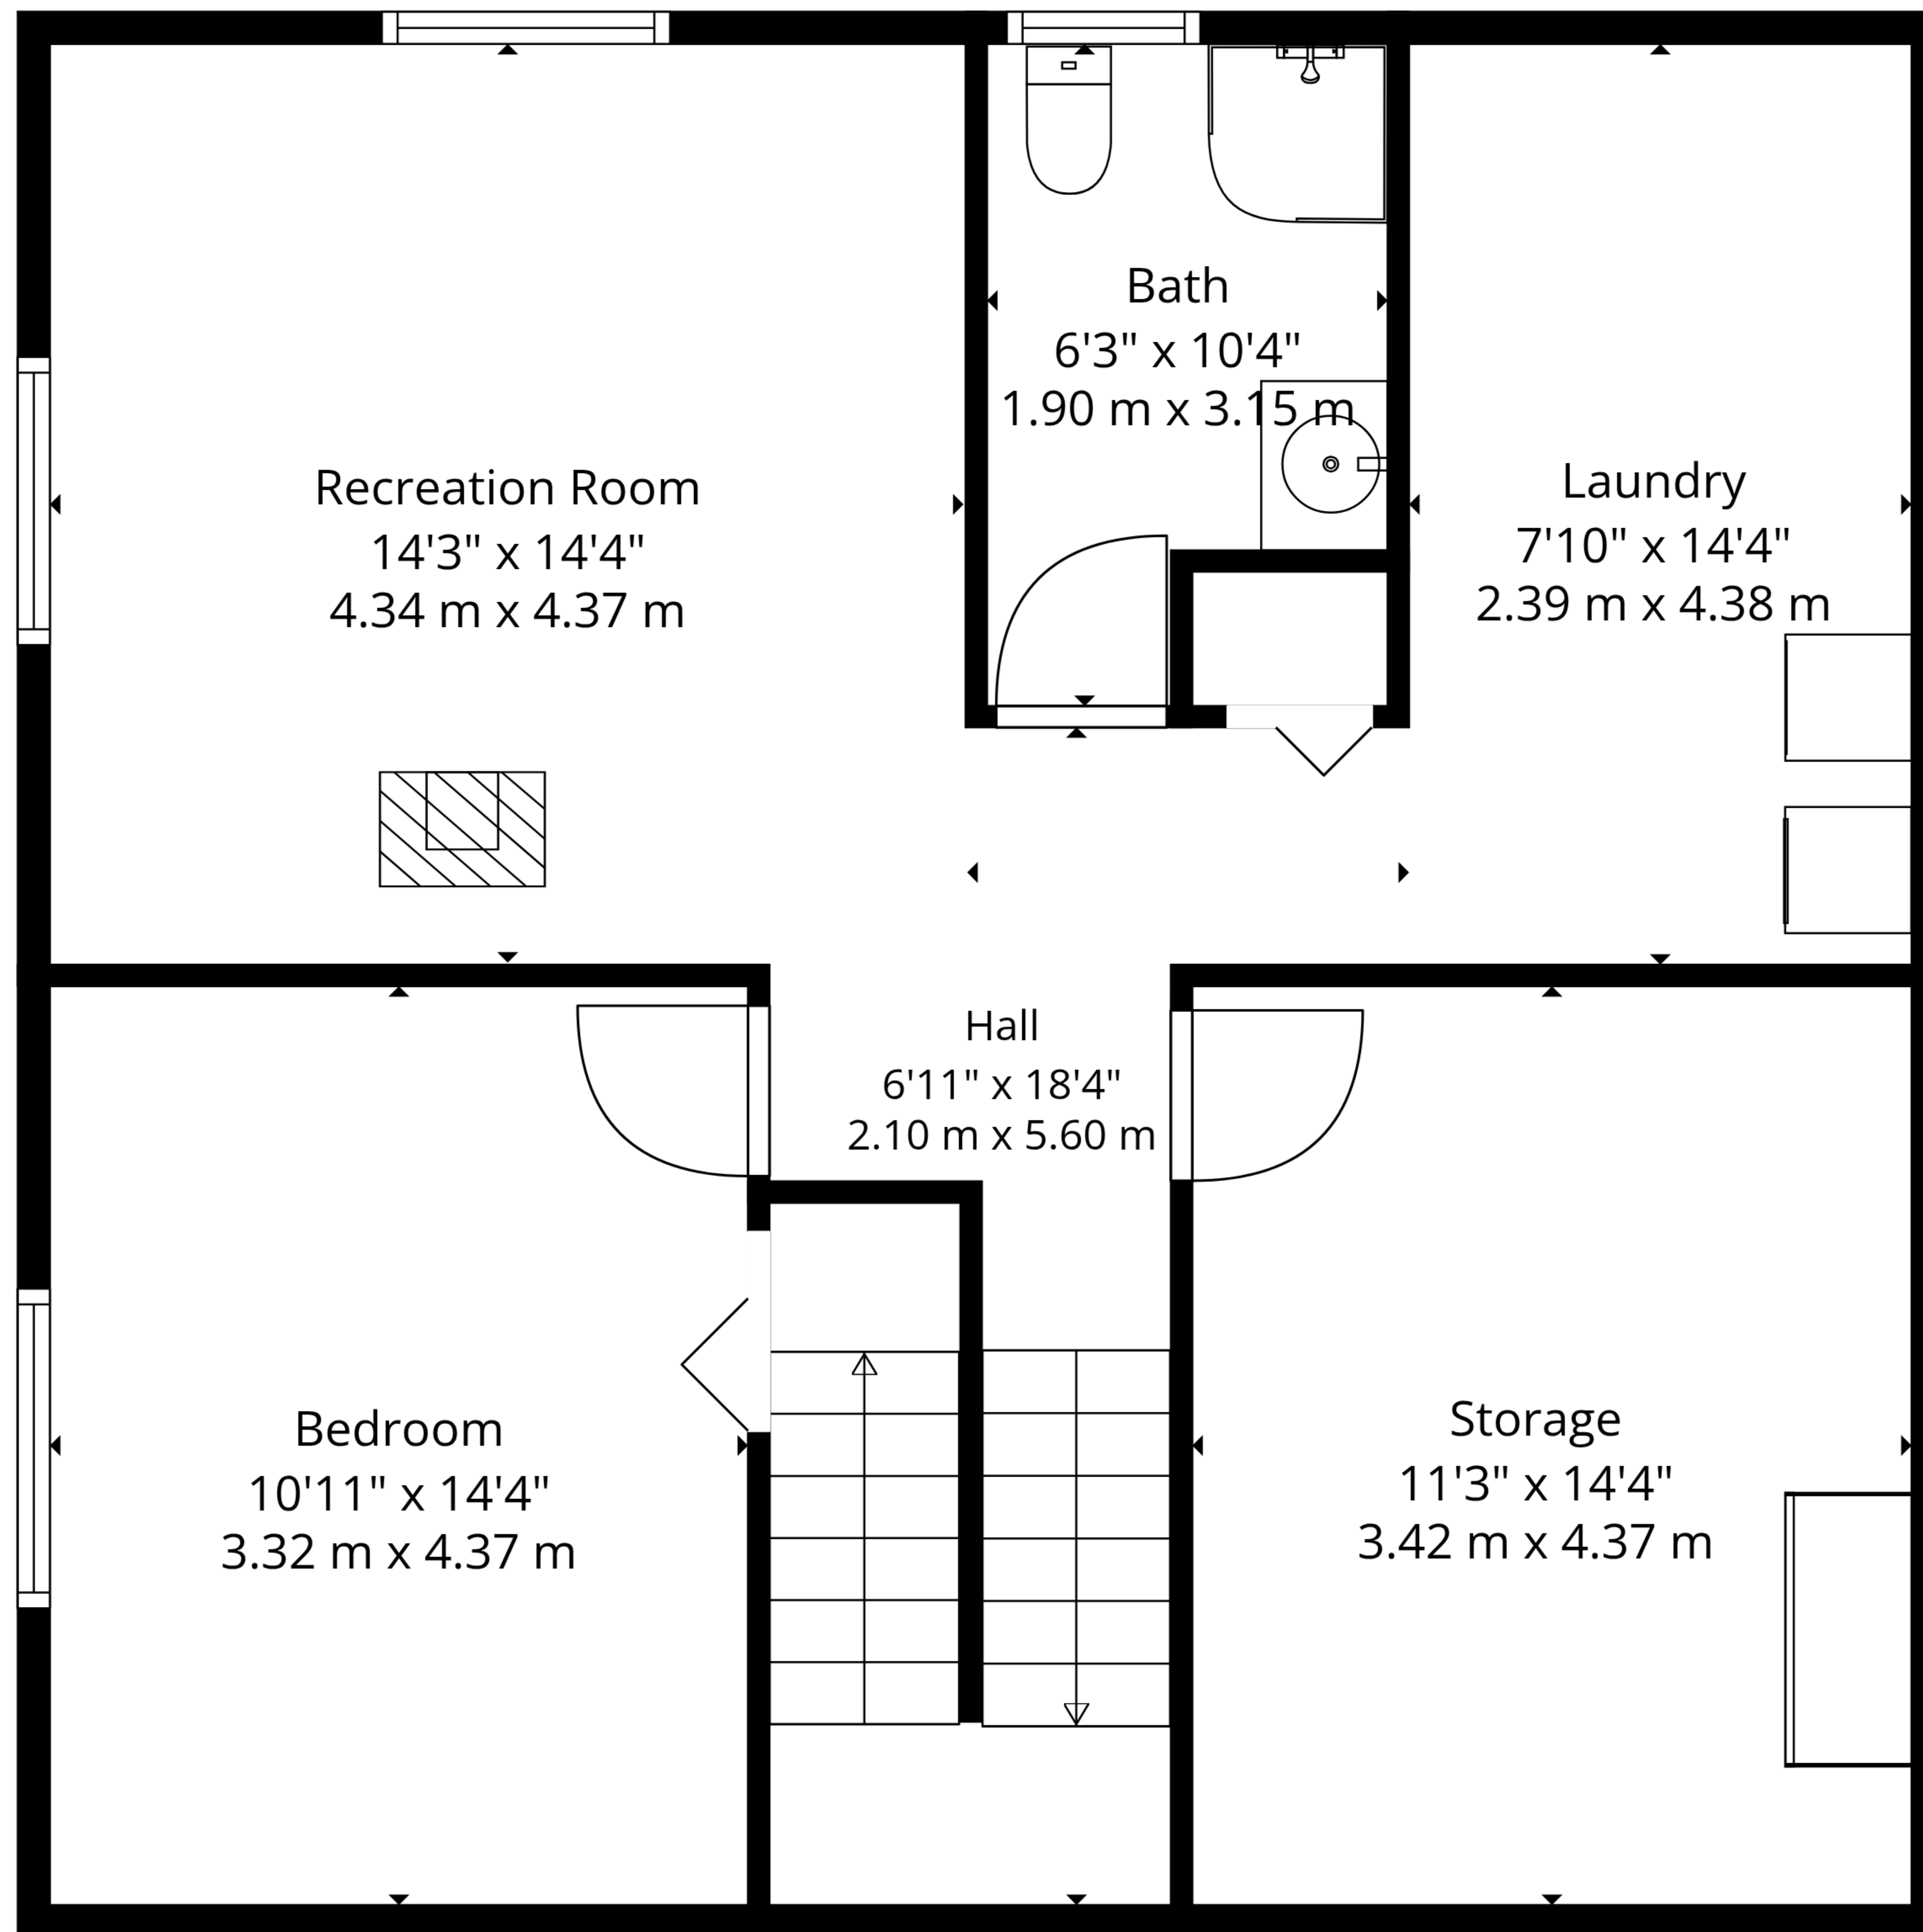 Bath
6'3" x 10'4"
1.90 m x 3.15 m
Recreation Room
14'3" x 14'4"
4.34 m x 4.37 m
Laundry
7'10" x 14'4"
2.39 m x 4.38 m
Hall
6'11" x 18'4"
2.10 m x 5.60 m
Bedroom
10'11" x 14'4"
3.32 m x 4.37 m
Storage
11'3" x 14'4"
3.42 m x 4.37 m